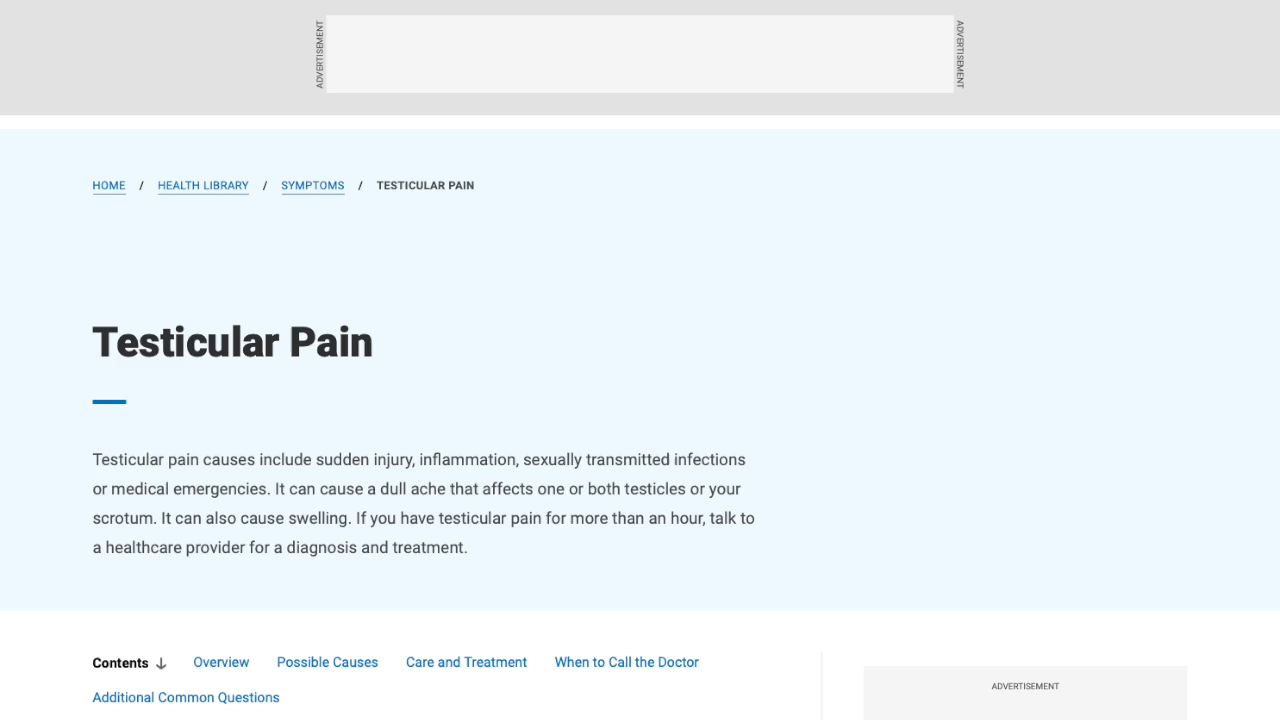 ADVERTISEMENT
ADVERTISEMENT
HOME / HEALTH LIBRARY / SYMPTOMS / TESTICULAR PAIN
Testicular Pain
Testicular pain causes include sudden injury, inflammation, sexually transmitted infections
or medical emergencies. It can cause a dull ache that affects one or both testicles or your
scrotum. It can also cause swelling. If you have testicular pain for more than an hour, talk to
a healthcare provider for a diagnosis and treatment.
Contents ↓ Overview Possible Causes Care and Treatment When to Call the Doctor
Additional Common Questions
ADVERTISEMENT